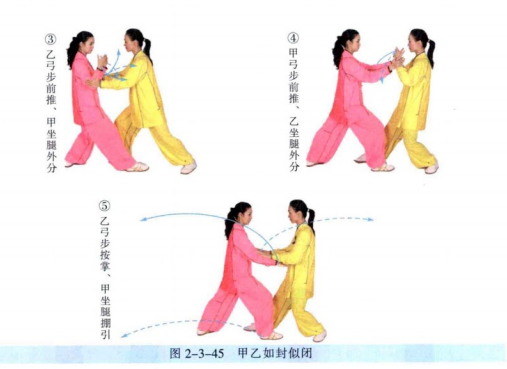 ③乙弓步前推、甲坐腿外分
④甲弓步前推、乙坐腿外分
⑤乙弓步按掌、甲坐腿掤引
图 2-3-45 甲乙如封似闭